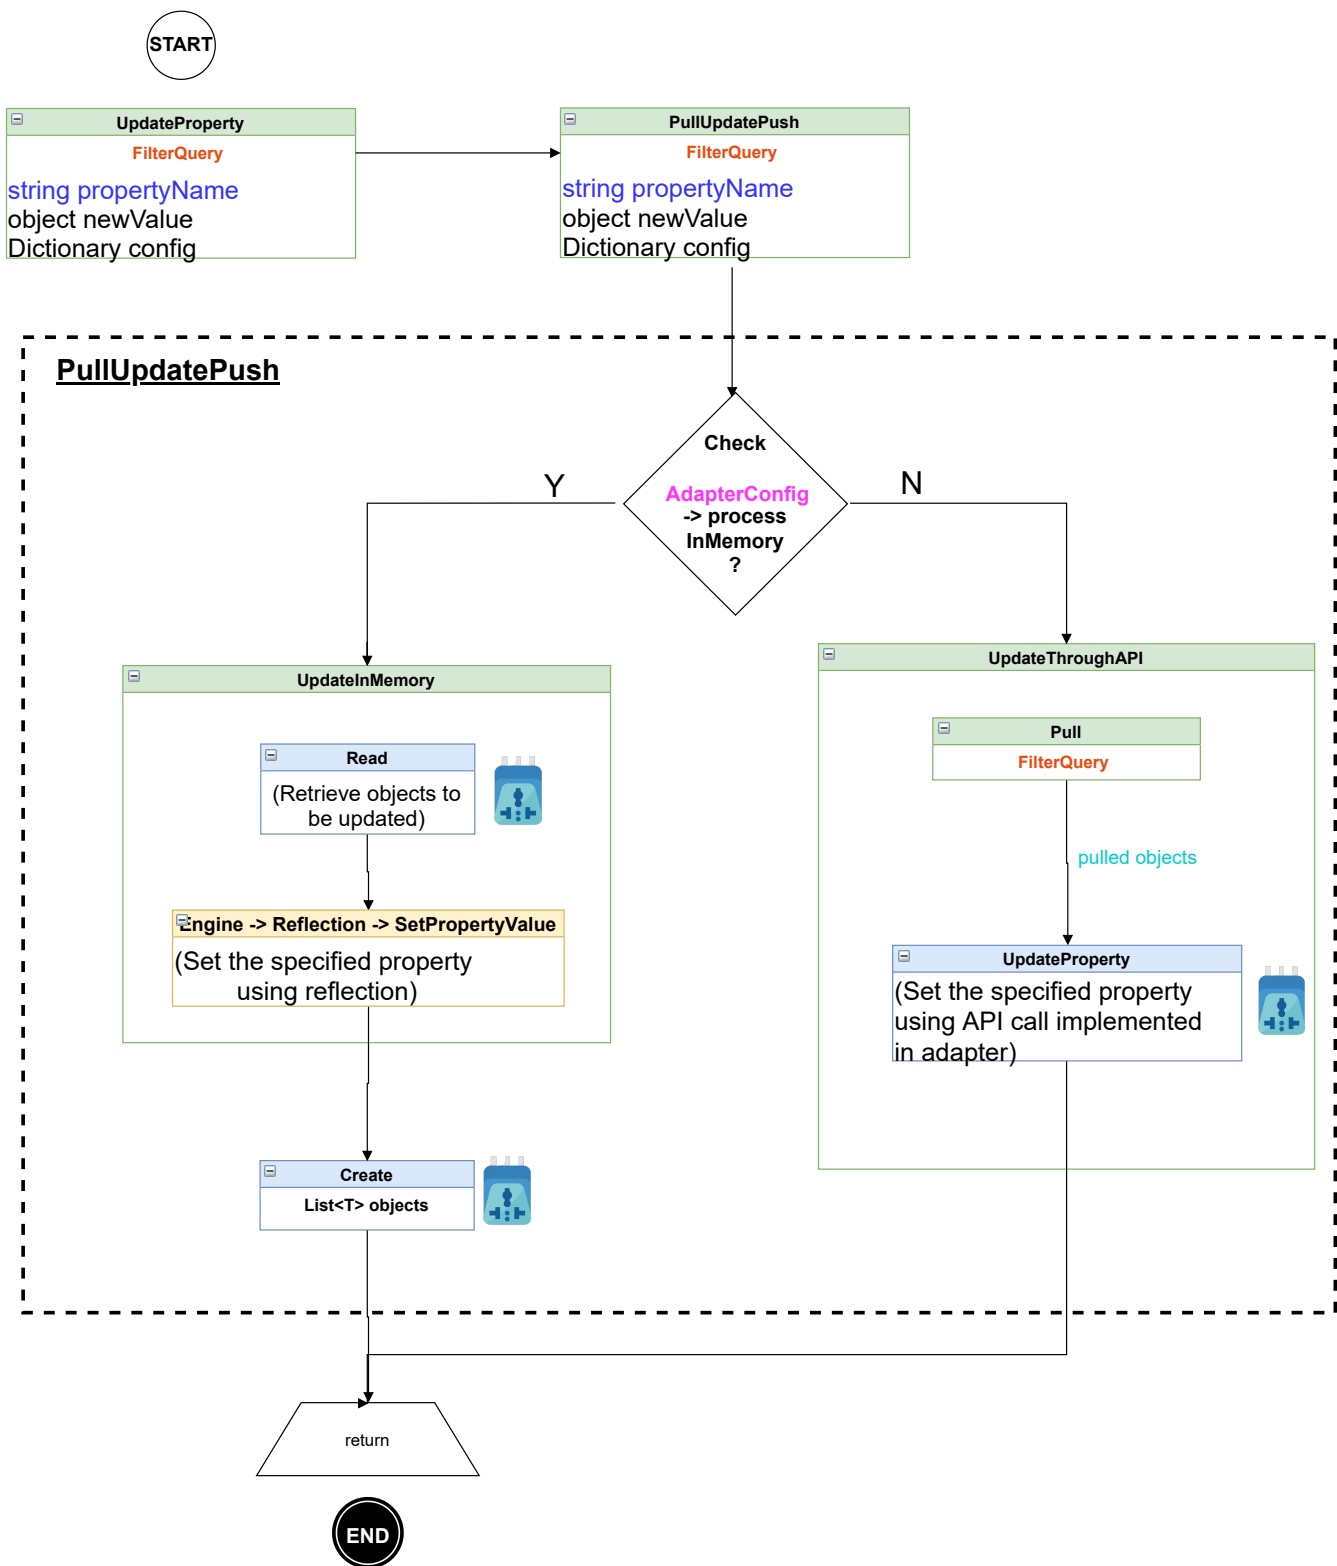 START
UpdateProperty
FilterQuery
string propertyName
object newValue
Dictionary config
PullUpdatePush
FilterQuery
string propertyName
object newValue
Dictionary config
PullUpdatePush
Check
AdapterConfig
-> process
InMemory
?
Y
N
UpdateInMemory
Read
(Retrieve objects to
be updated)
Engine -> Reflection -> SetPropertyValue
(Set the specified property
using reflection)
Create
List<T> objects
UpdateThroughAPI
Pull
FilterQuery
pulled objects
UpdateProperty
(Set the specified property
using API call implemented
in adapter)
return
END